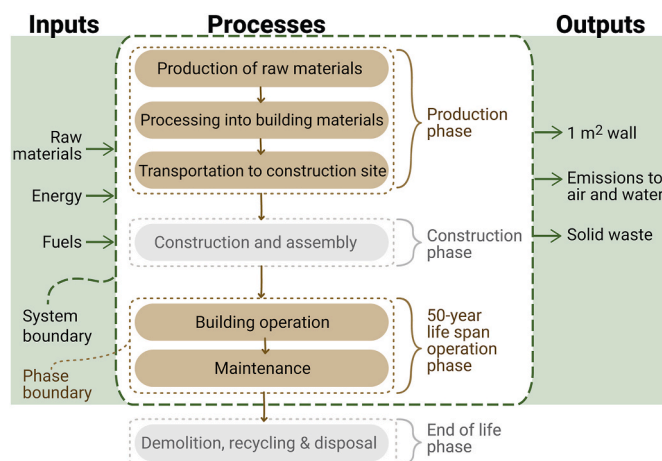 Inputs
Processes
Outputs
Production of raw materials
Processing into building materials
Transportation to construction site
Production
phase
Raw
materials
Energy
Fuels
1 m² wall
Emissions to
air and water
Solid waste
Construction and assembly
Construction
phase
System
boundary
Building operation
Maintenance
50-year
life span
operation
phase
Phase
boundary
Demolition, recycling & disposal
End of life
phase